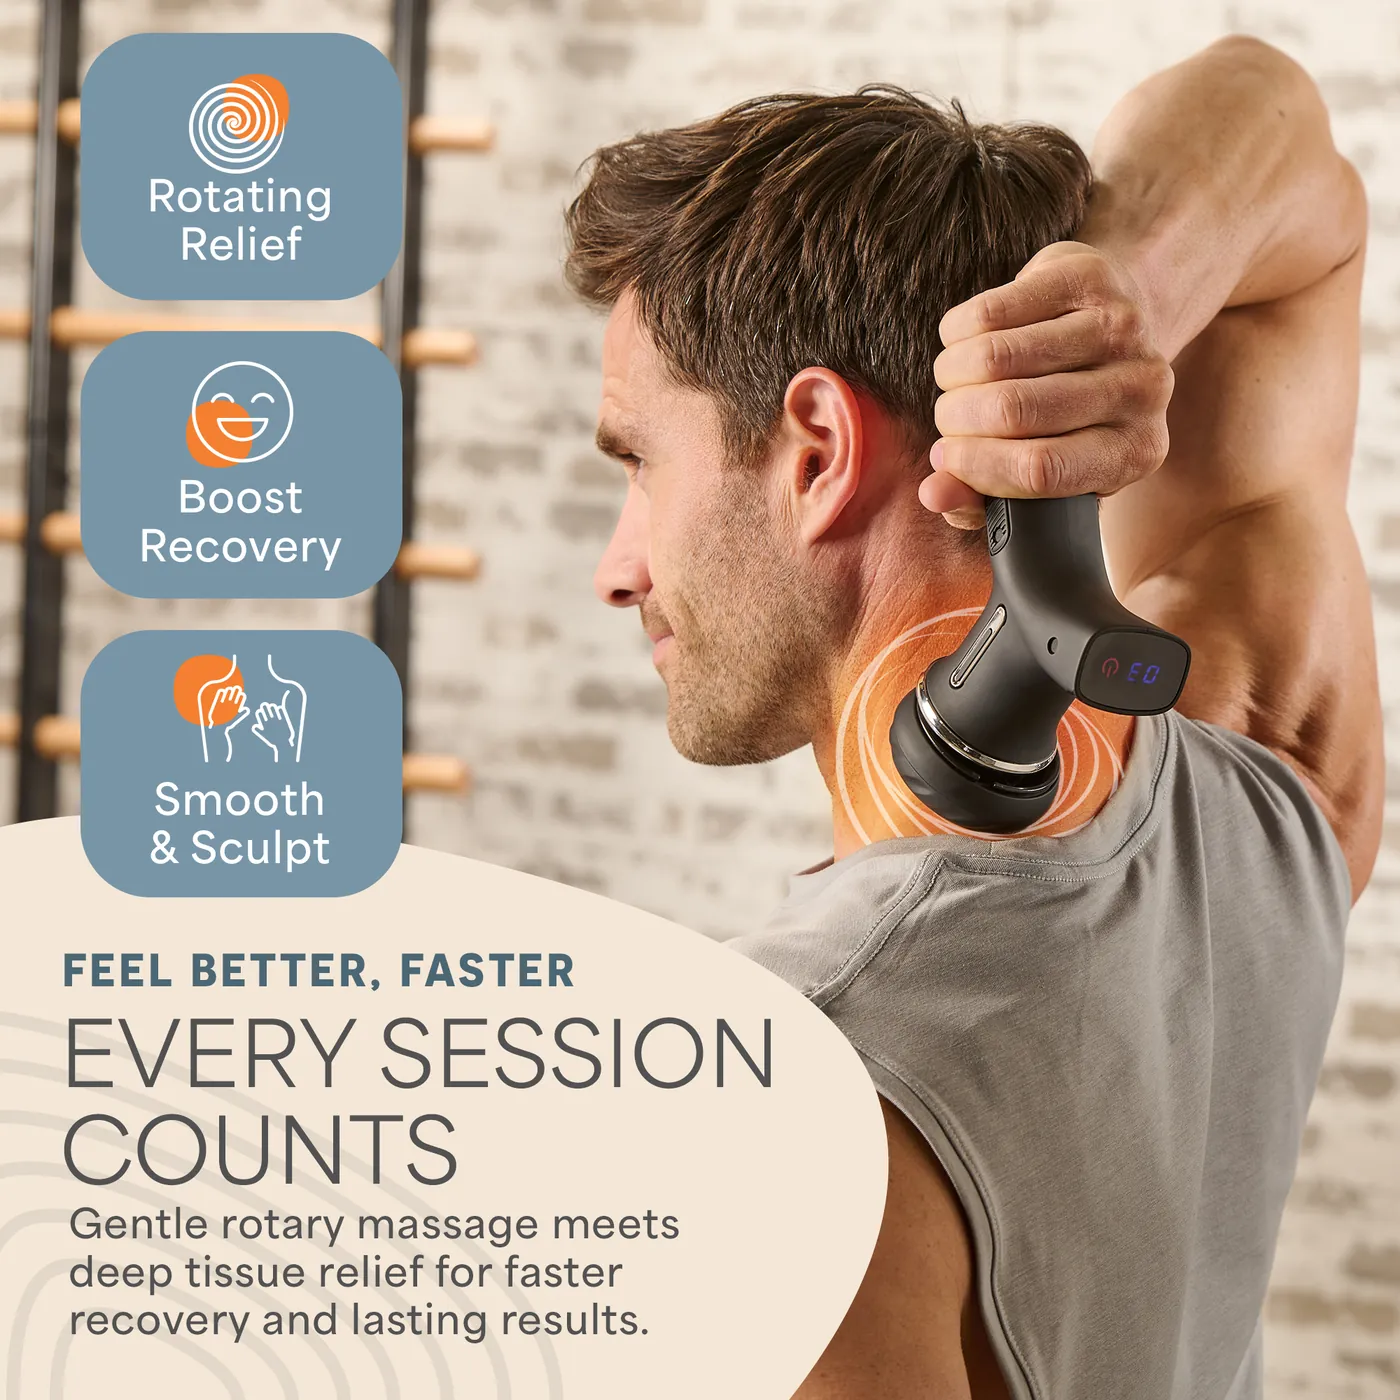 Rotating
Relief
Boost
Recovery
Smooth
& Sculpt
E0
FEEL BETTER, FASTER
EVERY SESSION
COUNTS
Gentle rotary massage meets
deep tissue relief for faster
recovery and lasting results.